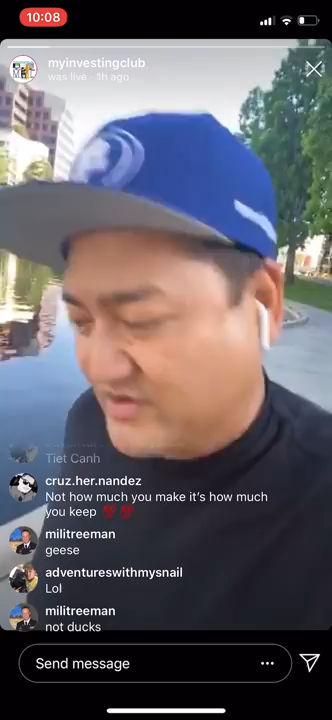 10:08
myinvestingclub
was live · 1h ago
Tiet Canh
cruz.her.nandez
Not how much you make it’s how much
you keep 💯 💯
militreeman
geese
adventureswithmysnail
Lol
militreeman
not ducks
Send message